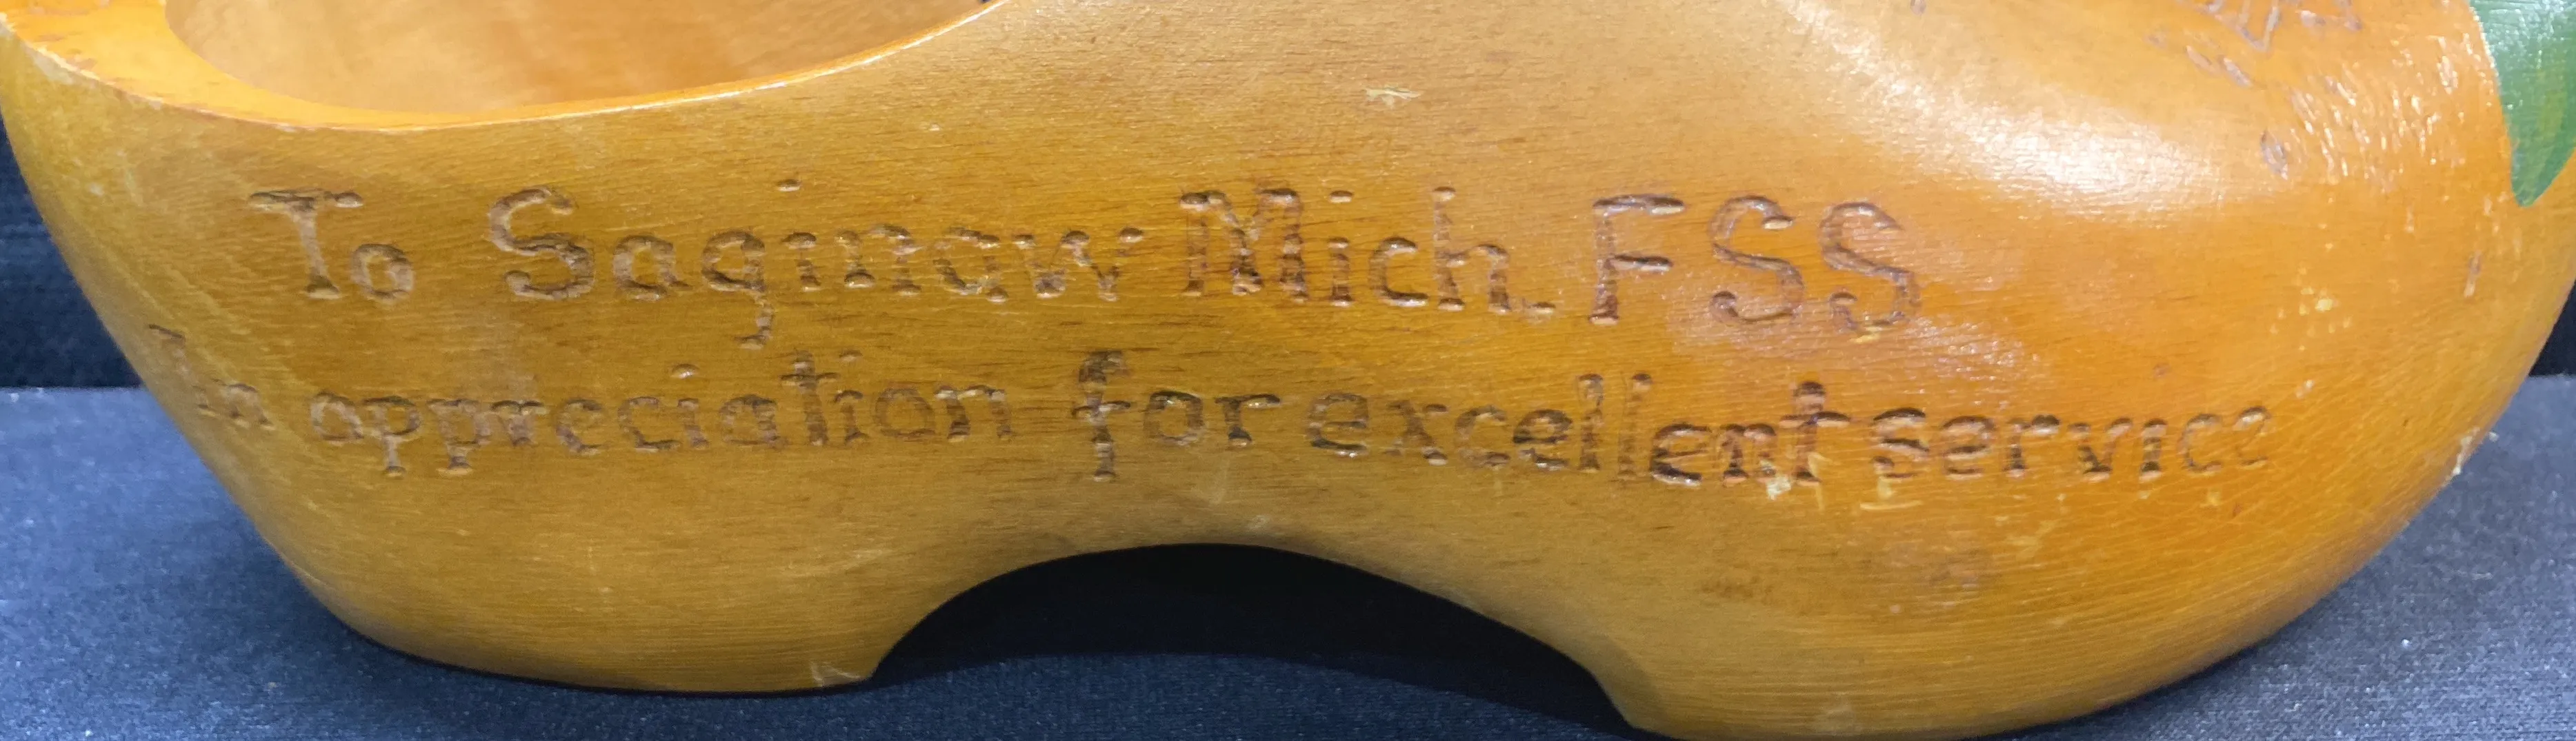 To Saginaw Mich. FSS
In appreciation for excellent service